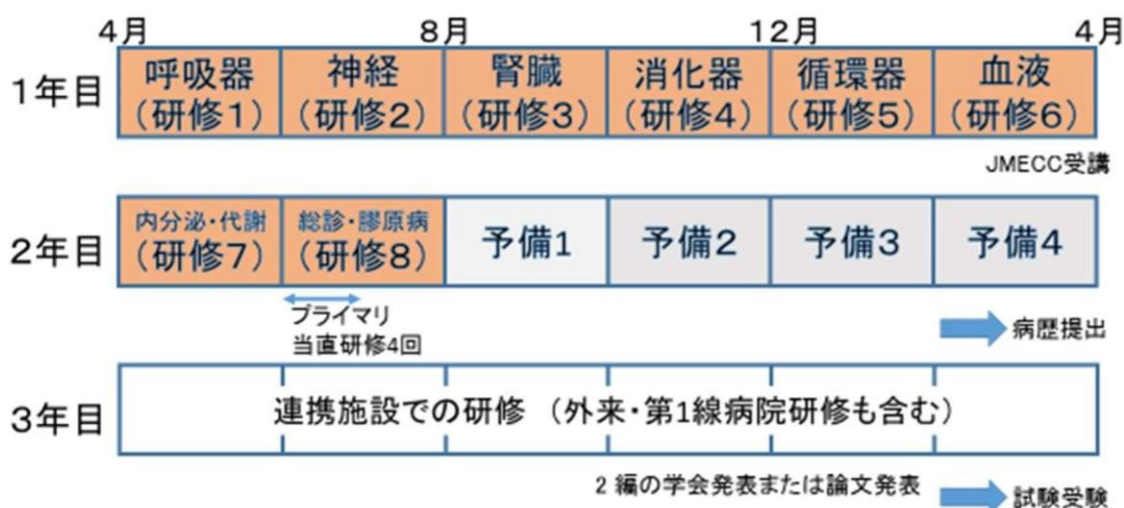 4月 8月 12月 4月
1年目 呼吸器 神経 腎臓 消化器 循環器 血液
（研修1） （研修2） （研修3） （研修4） （研修5） （研修6）
JMECC受講
2年目 内分泌・代謝 総診・膠原病 予備1 予備2 予備3 予備4
（研修7） （研修8）
プライマリ
当直研修4回
病歴提出
3年目 連携施設での研修 （外来・第1線病院研修も含む）
2 編の学会発表または論文発表
試験受験